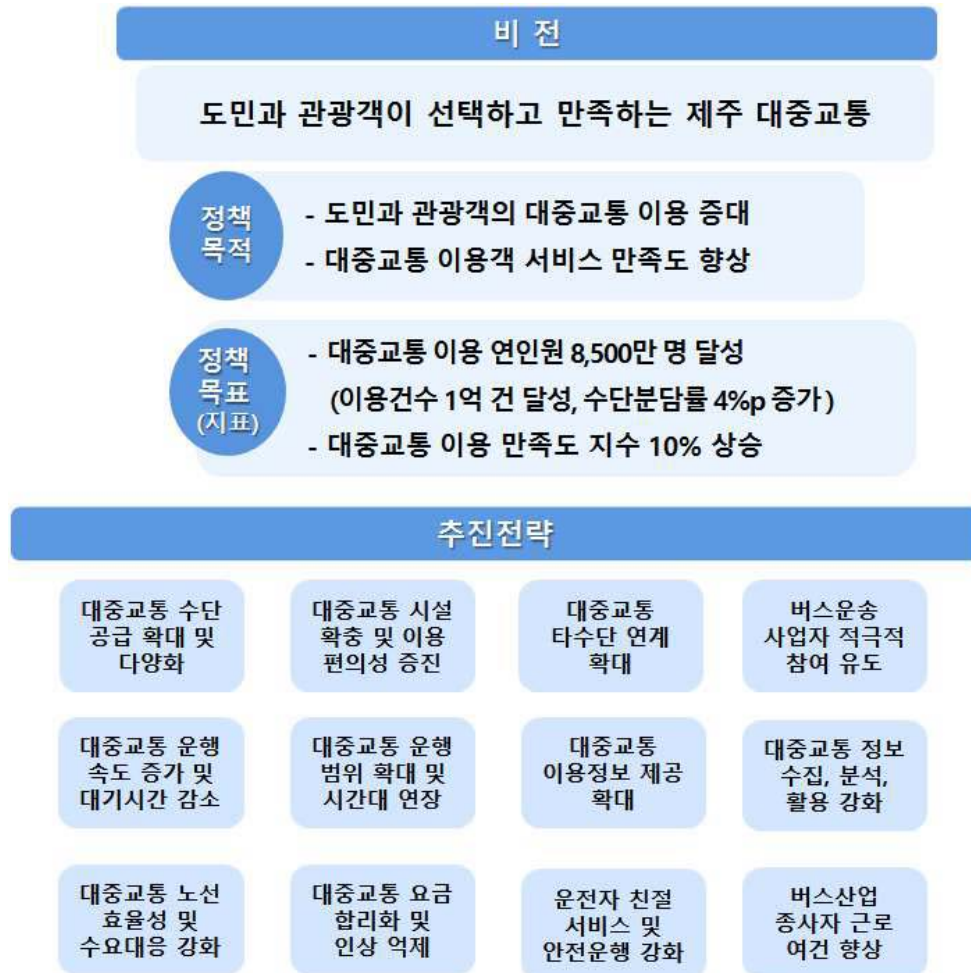 비 전
도민과 관광객이 선택하고 만족하는 제주 대중교통
정책
목적
- 도민과 관광객의 대중교통 이용 증대
- 대중교통 이용객 서비스 만족도 향상
정책
목표
(지표)
- 대중교통 이용 연인원 8,500만 명 달성
(이용건수 1억 건 달성, 수단분담률 4%p 증가)
- 대중교통 이용 만족도 지수 10% 상승
추진전략
대중교통 수단
공급 확대 및
다양화
대중교통 시설
확충 및 이용
편의성 증진
대중교통
타수단 연계
확대
버스운송
사업자 적극적
참여 유도
대중교통 운행
속도 증가 및
대기시간 감소
대중교통 운행
범위 확대 및
시간대 연장
대중교통
이용정보 제공
확대
대중교통 정보
수집, 분석,
활용 강화
대중교통 노선
효율성 및
수요대응 강화
대중교통 요금
합리화 및
인상 억제
운전자 친절
서비스 및
안전운행 강화
버스산업
종사자 근로
여건 향상